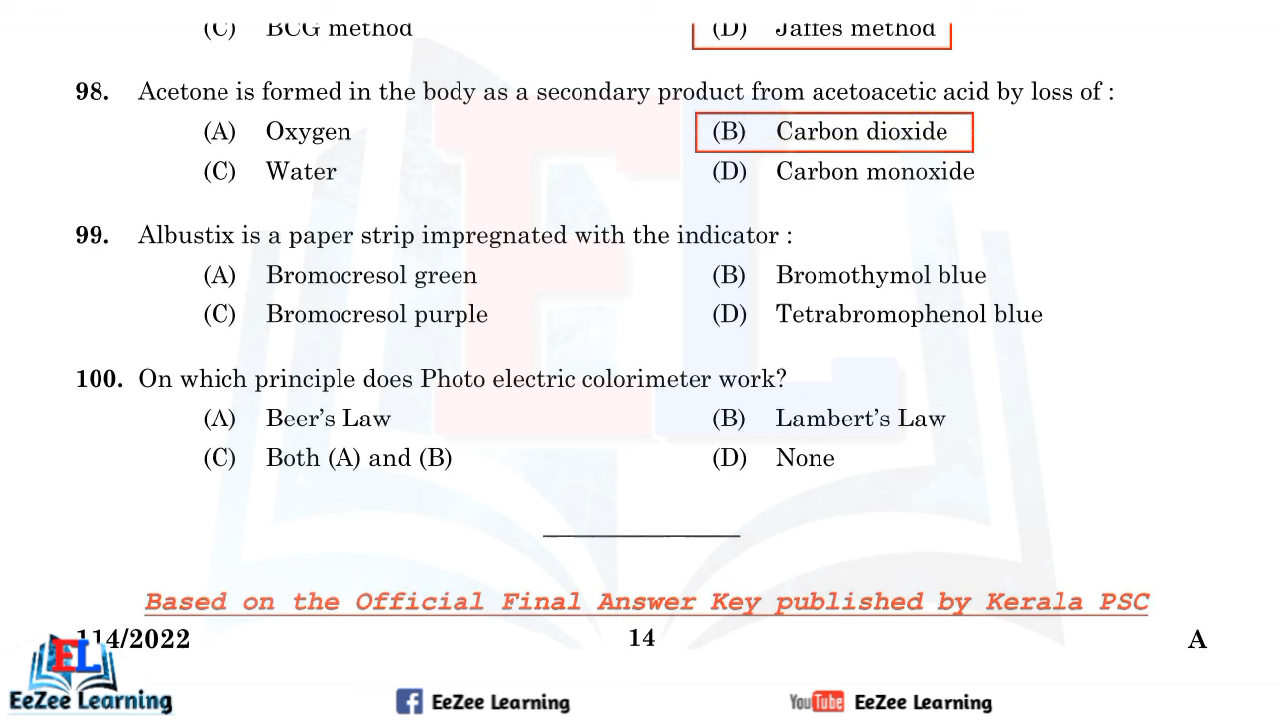 (C) BCG method (D) Jaffes method
98. Acetone is formed in the body as a secondary product from acetoacetic acid by loss of :
(A) Oxygen (B) Carbon dioxide
(C) Water (D) Carbon monoxide
99. Albustix is a paper strip impregnated with the indicator :
(A) Bromocresol green (B) Bromothymol blue
(C) Bromocresol purple (D) Tetrabromophenol blue
100. On which principle does Photo electric colorimeter work?
(A) Beer's Law (B) Lambert's Law
(C) Both (A) and (B) (D) None
Based on the Official Final Answer Key published by Kerala PSC
114/2022 14 A
EL
EeZee Learning EeZee Learning YouTube EeZee Learning